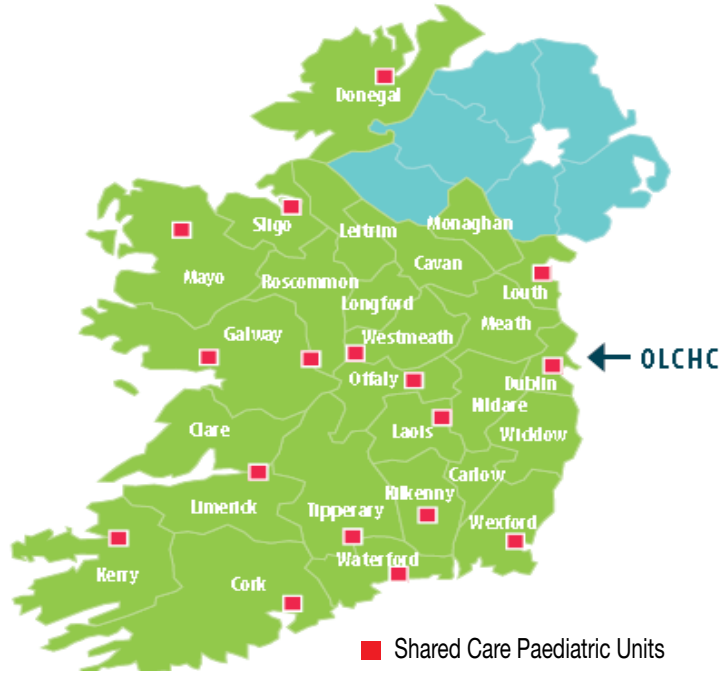 Donegal
Sligo
Leitrim
Monaghan
Cavan
Mayo
Roscommon
Louth
Longford
Meath
Galway
Westmeath
OLCHC
Offaly
Dublin
Kildare
Clare
Laois
Wicklow
Carlow
Kilkenny
Limerick
Tipperary
Wexford
Waterford
Kerry
Cork
Shared Care Paediatric Units